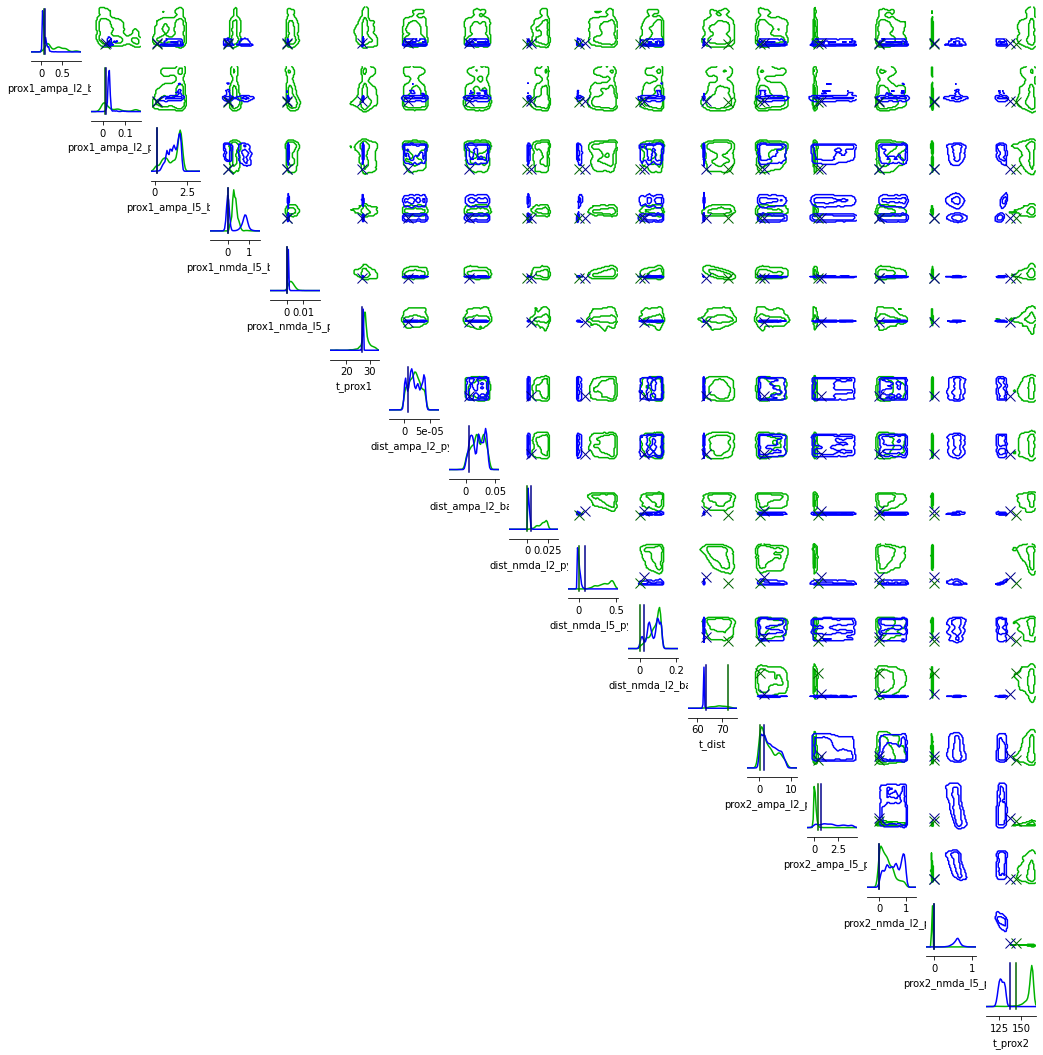 0 0.5
prox1_ampa_l2_b
0 0.1
prox1_ampa_l2_p
0 2.5
prox1_ampa_l5_b
0 1
prox1_nmda_l5_b
0 0.01
prox1_nmda_l5_p
20 30
t_prox1
0 5e-05
dist_ampa_l2_py
0 0.05
dist_ampa_l2_ba
0 0.025
dist_nmda_l2_py
0 0.5
dist_nmda_l5_py
0 0.2
dist_nmda_l2_ba
60 70
t_dist
0 10
prox2_ampa_l2_p
0 2.5
prox2_ampa_l5_p
0 1
prox2_nmda_l2_p
0 1
prox2_nmda_l5_p
125 150
t_prox2